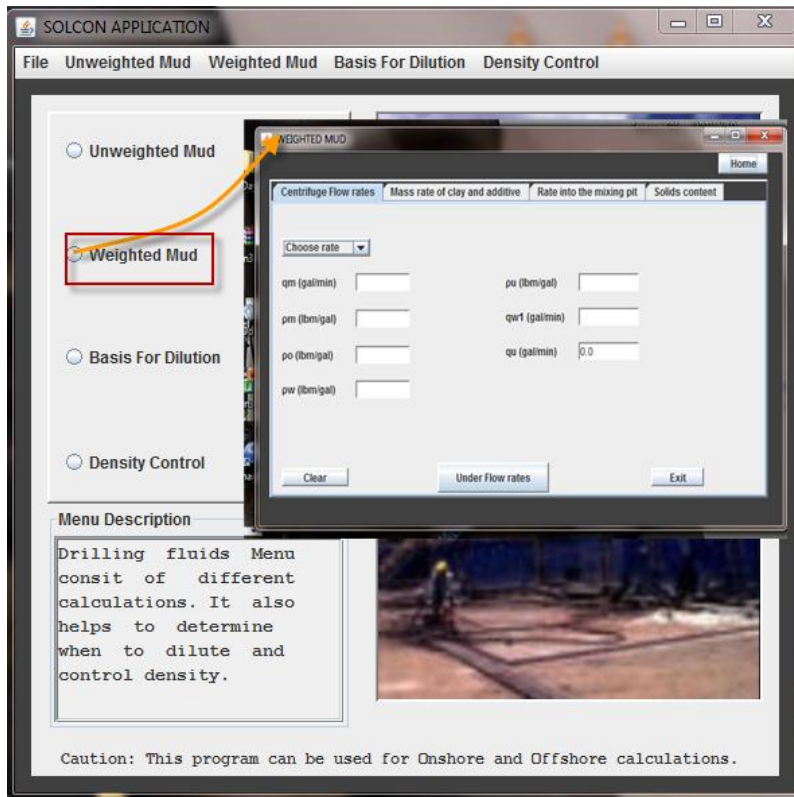 SOLCON APPLICATION
File Unweighted Mud Weighted Mud Basis For Dilution Density Control
Unweighted Mud
Weighted Mud
Basis For Dilution
Density Control
WEIGHTED MUD
Home
Centrifuge Flow rates Mass rate of clay and additive Rate into the mixing pit Solids content
Choose rate
qm (gal/min)
ρm (lbm/gal)
ρo (lbm/gal)
ρw (lbm/gal)
ρu (lbm/gal)
qw1 (gal/min)
qu (gal/min) 0.0
Clear Under Flow rates Exit
Menu Description
Drilling fluids Menu
consit of different
calculations. It also
helps to determine
when to dilute and
control density.
Caution: This program can be used for Onshore and Offshore calculations.